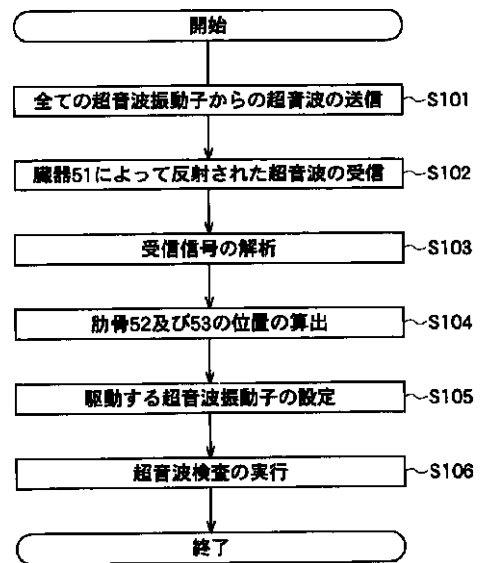 開始
全ての超音波振動子からの超音波の送信 ～S101
臓器51によって反射された超音波の受信 ～S102
受信信号の解析 ～S103
肋骨52及び53の位置の算出 ～S104
駆動する超音波振動子の設定 ～S105
超音波検査の実行 ～S106
終了